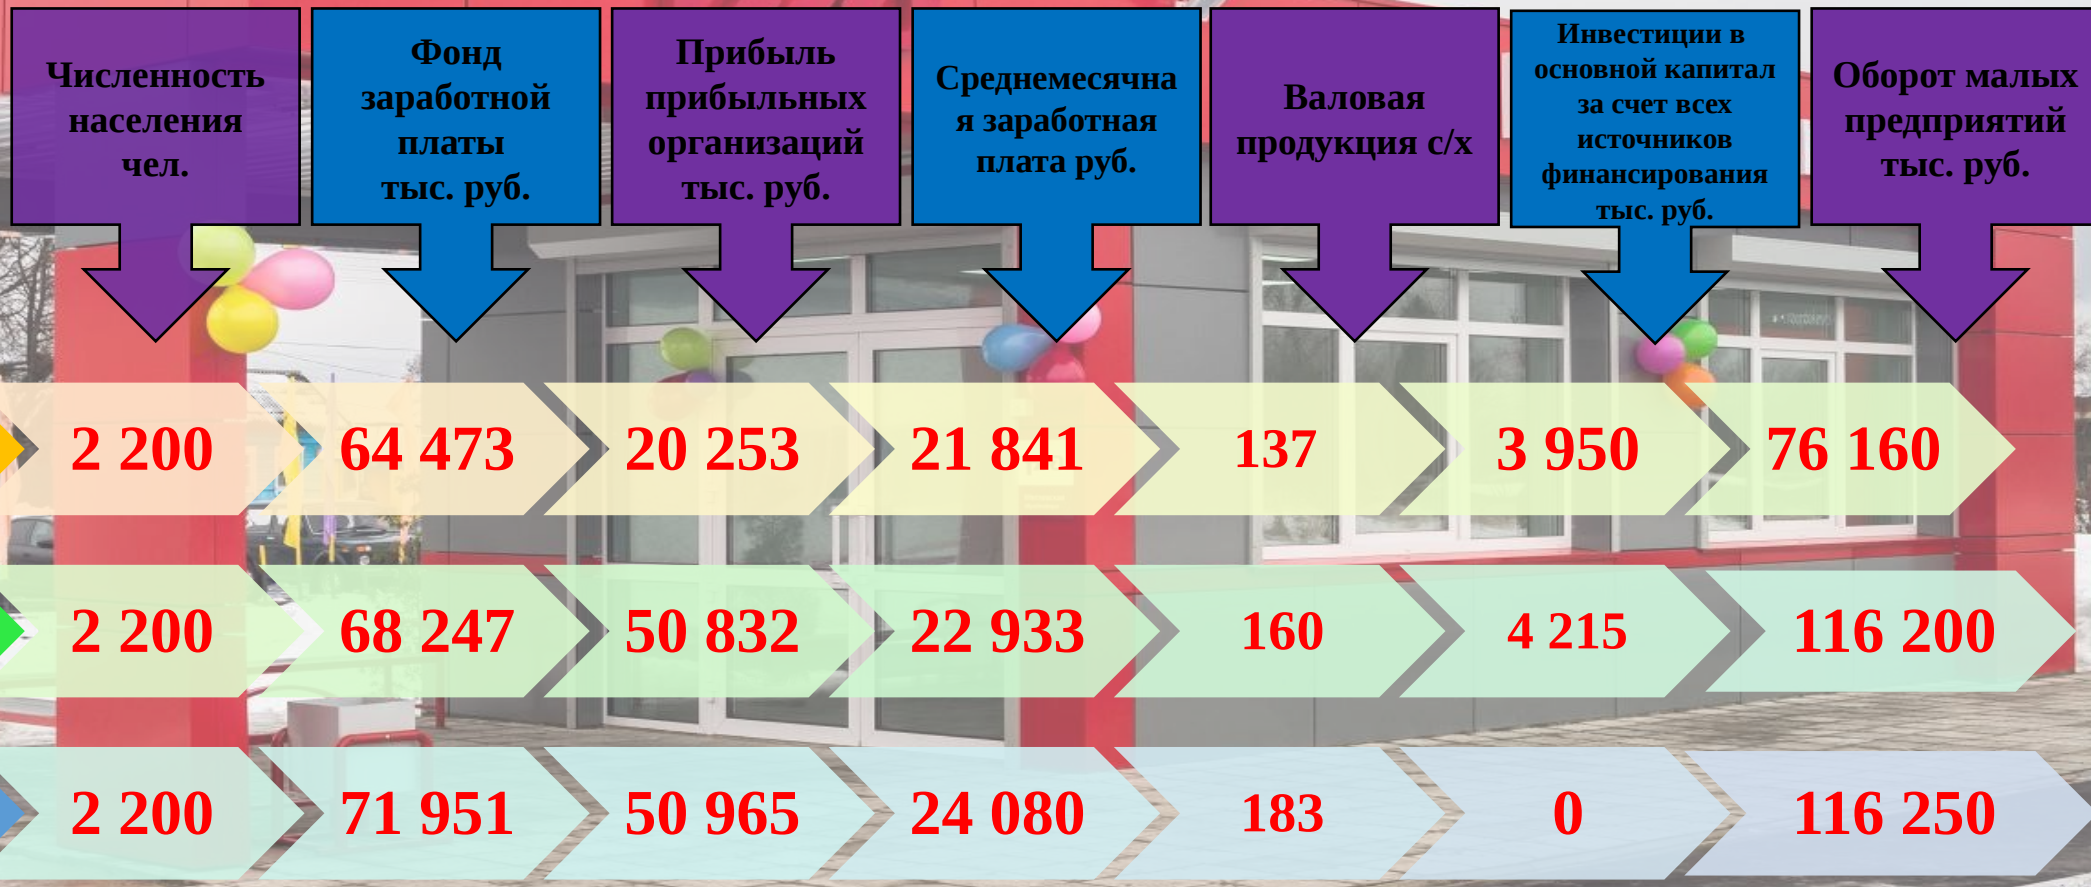 Численность
населения
чел.
Фонд
заработной
платы
тыс. руб.
Прибыль
прибыльных
организаций
тыс. руб.
Среднемесячна
я заработная
плата руб.
Валовая
продукция с/х
Инвестиции в
основной капитал
за счет всех
источников
финансирования
тыс. руб.
Оборот малых
предприятий
тыс. руб.
2 200 64 473 20 253 21 841 137 3 950 76 160
2 200 68 247 50 832 22 933 160 4 215 116 200
2 200 71 951 50 965 24 080 183 0 116 250